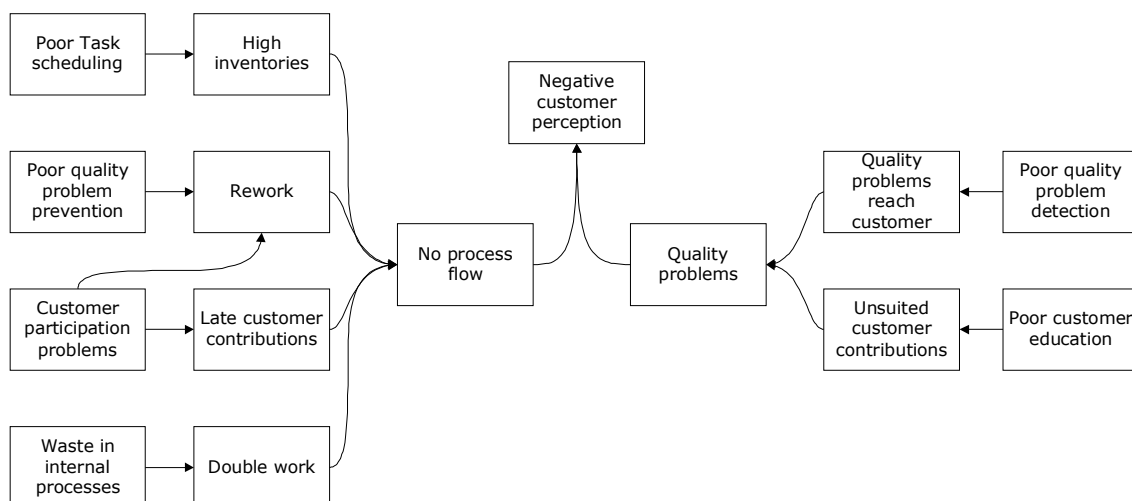 Poor Task
scheduling
High
inventories
Negative
customer
perception
Poor quality
problem
prevention
Rework
Quality
problems
reach
customer
Poor quality
problem
detection
No process
flow
Quality
problems
Customer
participation
problems
Late customer
contributions
Unsuited
customer
contributions
Poor customer
education
Waste in
internal
processes
Double work